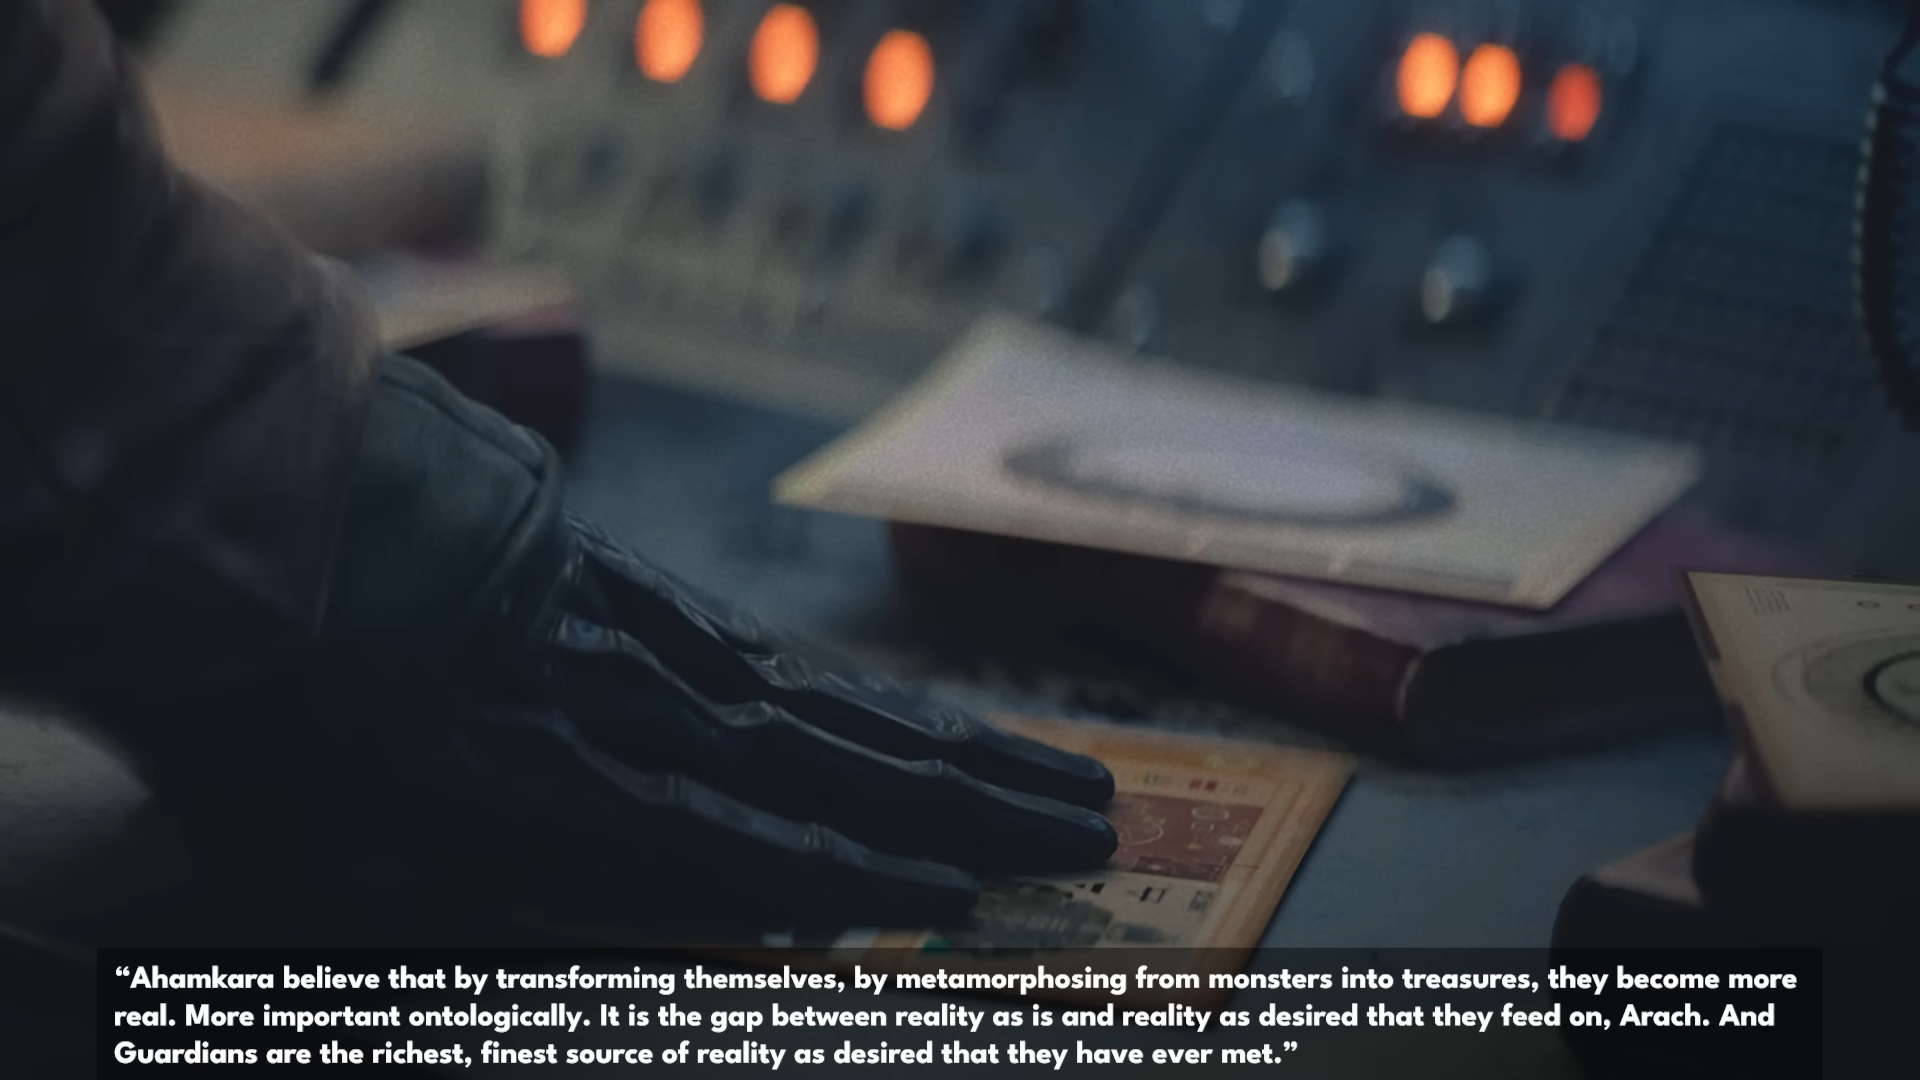 “Ahamkara believe that by transforming themselves, by metamorphosing from monsters into treasures, they become more
real. More important ontologically. It is the gap between reality as is and reality as desired that they feed on, Arach. And
Guardians are the richest, finest source of reality as desired that they have ever met.”